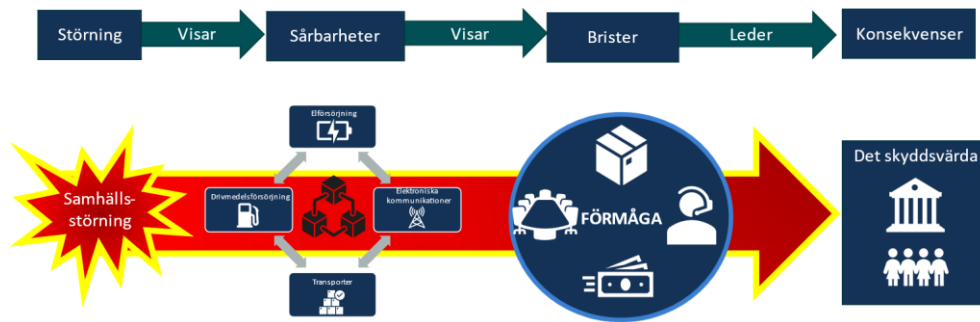 Störning
Visar
Sårbarheter
Visar
Brister
Leder
Konsekvenser
Elförsörjning
Samhälls-
störning
Drivmedelsförsörjning
Elektroniska
kommunikationer
Transporter
FÖRMÅGA
Det skyddsvärda